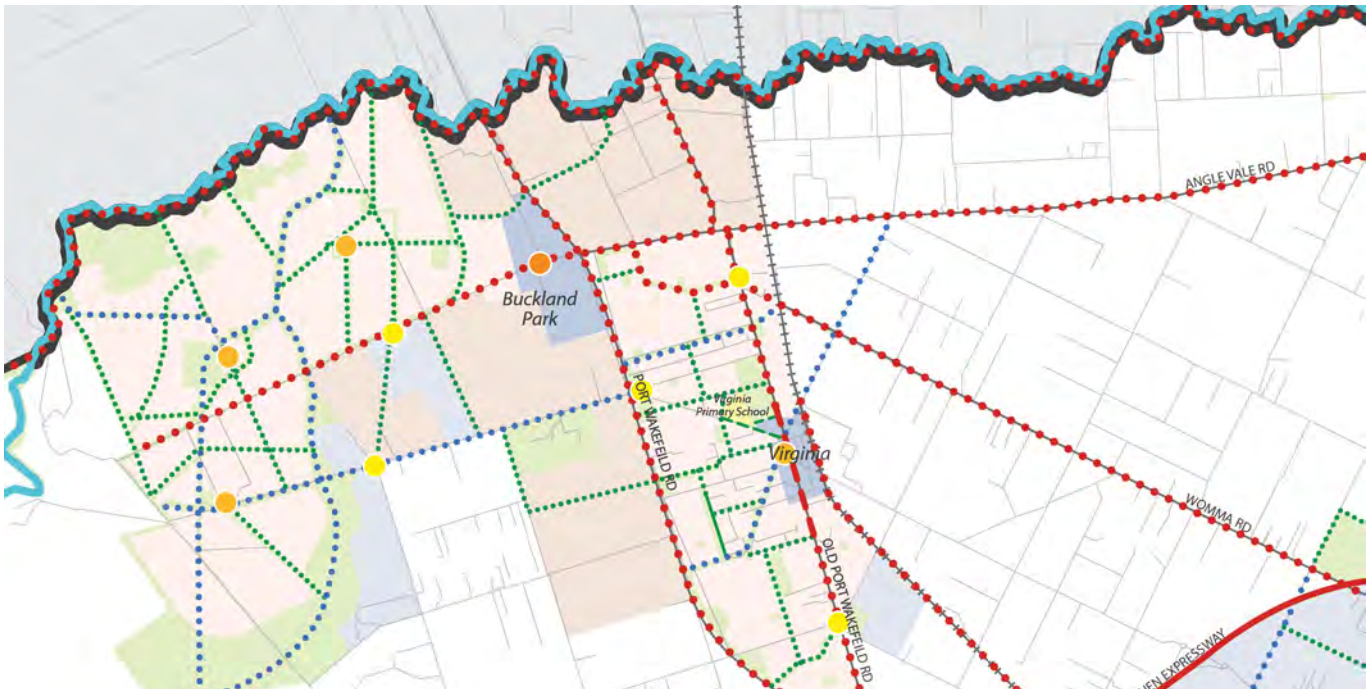 ANGLE VALE RD
Buckland
Park
PORT WAKEFEILD RD
Virginia
Primary School
Virginia
WOMMA RD
OLD PORT WAKEFEILD RD
EXPRESSWAY